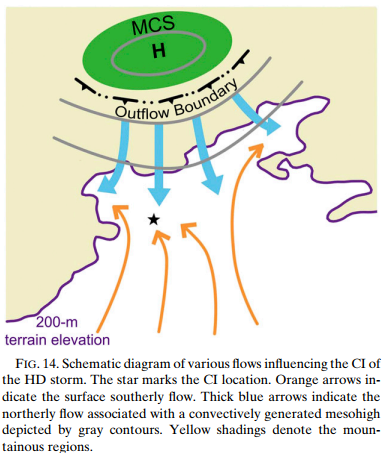 MCS
H
Outflow Boundary
200-m
terrain elevation
FIG. 14. Schematic diagram of various flows influencing the CI of
the HD storm. The star marks the CI location. Orange arrows in-
dicate the surface southerly flow. Thick blue arrows indicate the
northerly flow associated with a convectively generated mesohigh
depicted by gray contours. Yellow shadings denote the moun-
tainous regions.